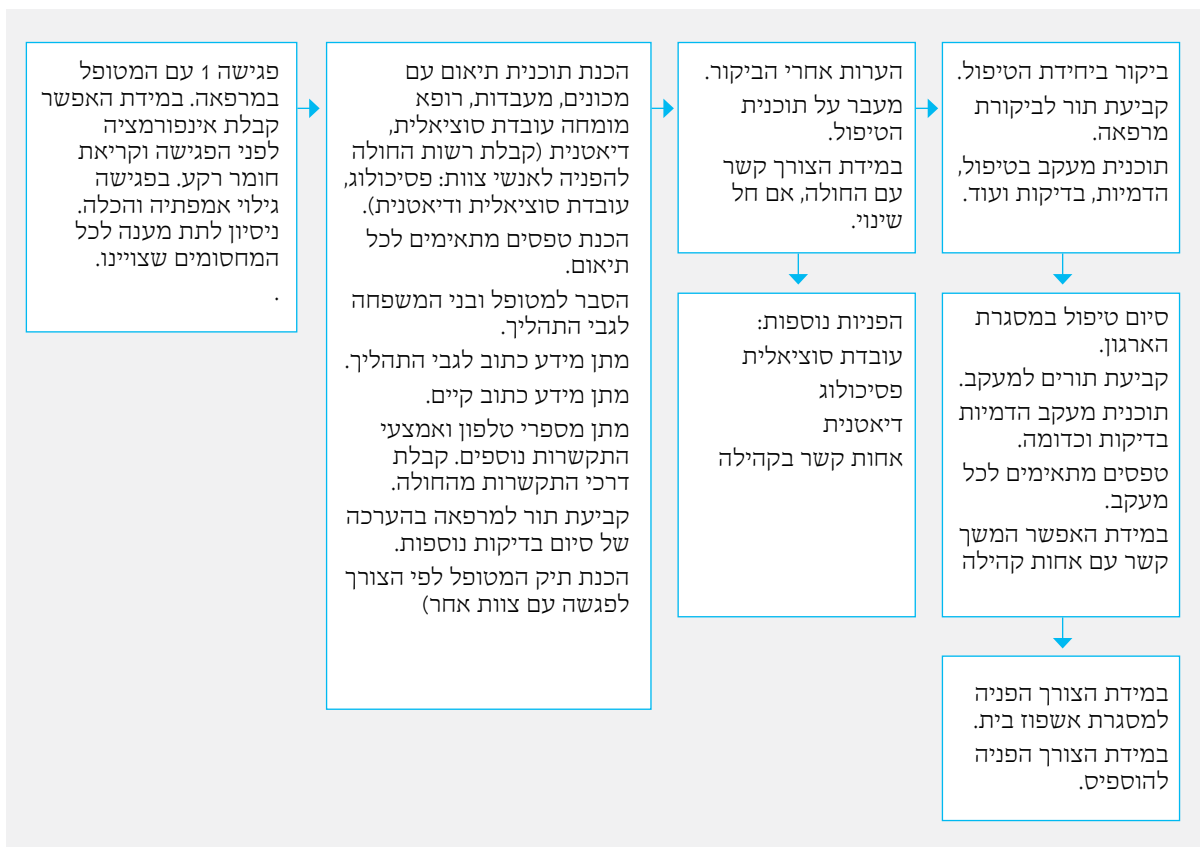 פגישה 1 עם המטופל
במרפאה. במידת האפשר
קבלת אינפורמציה
לפני הפגישה וקריאת
חומר רקע. בפגישה
גילוי אמפתיה והכלה.
ניסיון לתת מענה לכל
המחסומים שצויינו.
.
הכנת תוכנית תיאום עם
מכונים, מעבדות, רופא
מומחה עובדת סוציאלית,
דיאטנית (קבלת רשות החולה
להפניה לאנשי צוות: פסיכולוג,
עובדת סוציאלית ודיאטנית).
הכנת טפסים מתאימים לכל
תיאום.
הסבר למטופל ובני המשפחה
לגבי התהליך.
מתן מידע כתוב לגבי התהליך.
מתן מידע כתוב קיים.
מתן מספרי טלפון ואמצעי
התקשרות נוספים. קבלת
דרכי התקשרות מהחולה.
קביעת תור למרפאה בהערכה
של סיום בדיקות נוספות.
הכנת תיק המטופל לפי הצורך
לפגשה עם צוות אחר)
הערות אחרי הביקור.
מעבר על תוכנית
הטיפול.
במידת הצורך קשר
עם החולה, אם חל
שינוי.
הפניות נוספות:
עובדת סוציאלית
פסיכולוג
דיאטנית
אחות קשר בקהילה
ביקור ביחידת הטיפול.
קביעת תור לביקורת
מרפאה.
תוכנית מעקב בטיפול,
הדמיות, בדיקות ועוד.
סיום טיפול במסגרת
הארגון.
קביעת תורים למעקב.
תוכנית מעקב הדמיות
בדיקות וכדומה.
טפסים מתאימים לכל
מעקב.
במידת האפשר המשך
קשר עם אחות קהילה
במידת הצורך הפניה
למסגרת אשפוז בית.
במידת הצורך הפניה
להוספיס.